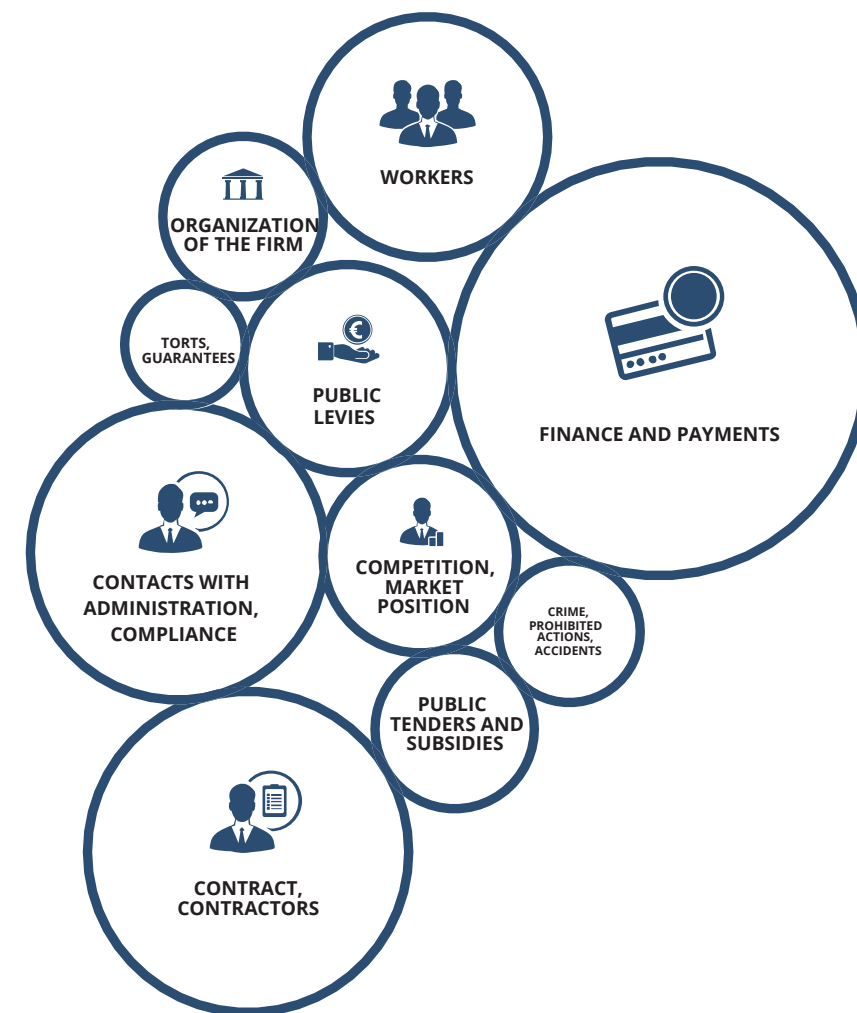 WORKERS
ORGANIZATION
OF THE FIRM
TORTS,
GUARANTEES
€
PUBLIC
LEVIES
FINANCE AND PAYMENTS
CONTACTS WITH
ADMINISTRATION,
COMPLIANCE
COMPETITION,
MARKET
POSITION
CRIME,
PROHIBITED
ACTIONS,
ACCIDENTS
PUBLIC
TENDERS AND
SUBSIDIES
CONTRACT,
CONTRACTORS